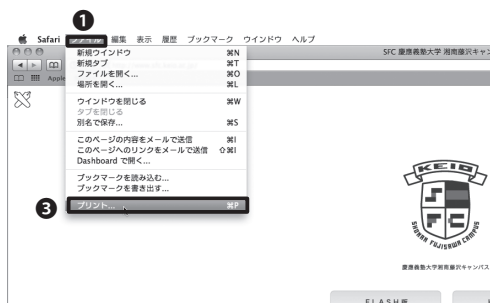 ❶
Safari ファイル 編集 表示 履歴 ブックマーク ウインドウ ヘルプ
SFC 慶應義塾大学 湘南藤沢キャン
新規ウインドウ ⌘N
新規タブ ⌘T
ファイルを開く... ⌘O
場所を開く... ⌘L
Apple
ウインドウを閉じる ⌘W
タブを閉じる
別名で保存... ⌘S
このページの内容をメールで送信 ⌘I
このページへのリンクをメールで送信 ⇧⌘I
Dashboard で開く...
ブックマークを読み込む...
ブックマークを書き出す...
❸ プリント... ⌘P
KEIO
SFC
SHONAN FUJISAWA CAMPUS
慶應義塾大学湘南藤沢キャンパス
FLASH版